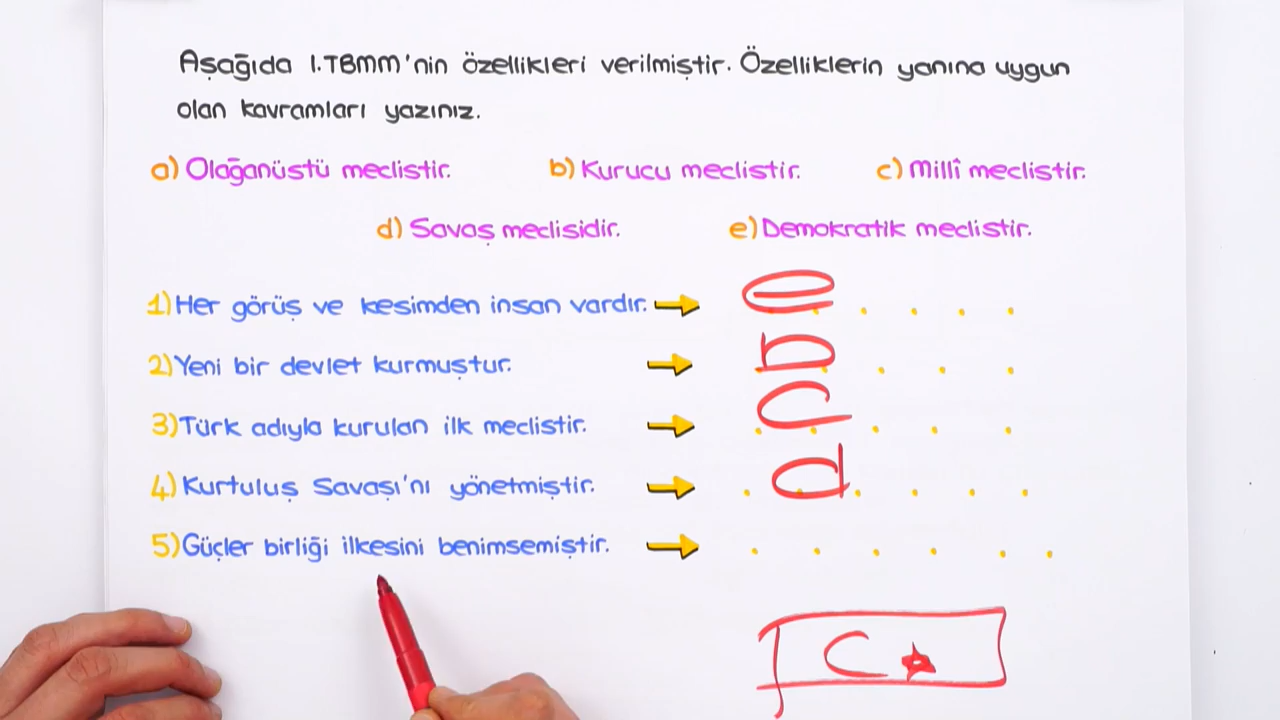 Aşağıda I.TBMM'nin özellikleri verilmiştir. Özelliklerin yanına uygun
olan kavramları yazınız.
a) Olağanüstü meclistir. b) Kurucu meclistir. c) Millî meclistir.
d) Savaş meclisidir. e) Demokratik meclistir.
1) Her görüş ve kesimden insan vardır. → e
2) Yeni bir devlet kurmuştur. → b
3) Türk adıyla kurulan ilk meclistir. → c
4) Kurtuluş Savaşı'nı yönetmiştir. → d
5) Güçler birliği ilkesini benimsemiştir. → . . . . . .